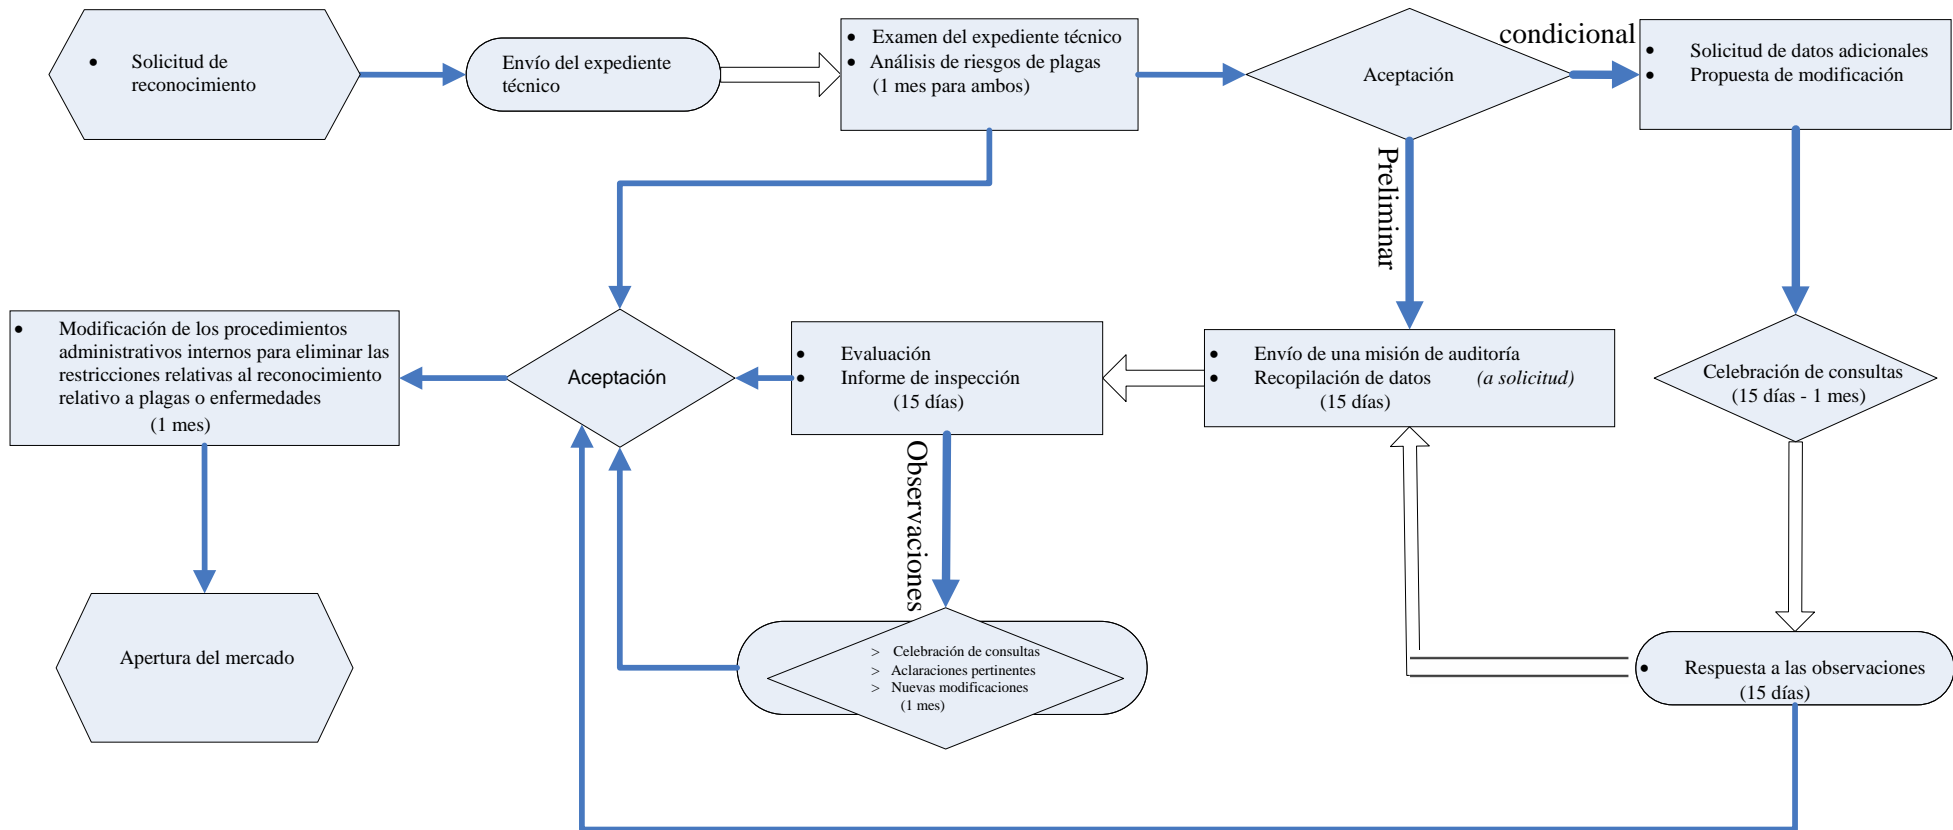 • Solicitud de
reconocimiento
Envío del expediente
técnico
• Examen del expediente técnico
• Análisis de riesgos de plagas
(1 mes para ambos)
Aceptación
condicional
• Solicitud de datos adicionales
• Propuesta de modificación
Preliminar
• Modificación de los procedimientos
administrativos internos para eliminar las
restricciones relativas al reconocimiento
relativo a plagas o enfermedades
(1 mes)
Aceptación
• Evaluación
• Informe de inspección
(15 días)
• Envío de una misión de auditoría
• Recopilación de datos (a solicitud)
(15 días)
Celebración de consultas
(15 días - 1 mes)
Observaciones
Apertura del mercado
> Celebración de consultas
> Aclaraciones pertinentes
> Nuevas modificaciones
(1 mes)
• Respuesta a las observaciones
(15 días)